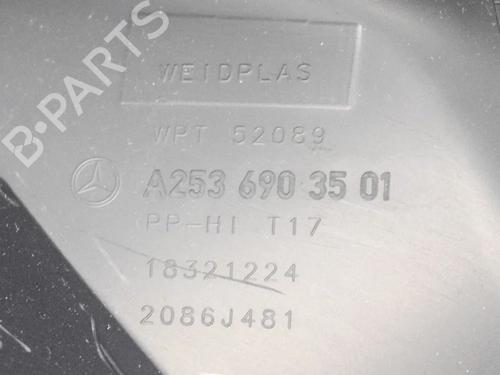 WEIDPLAS
WPT 52089
A253 690 35 01
PP-HI T17
18321224
2086J481
B-PARTS